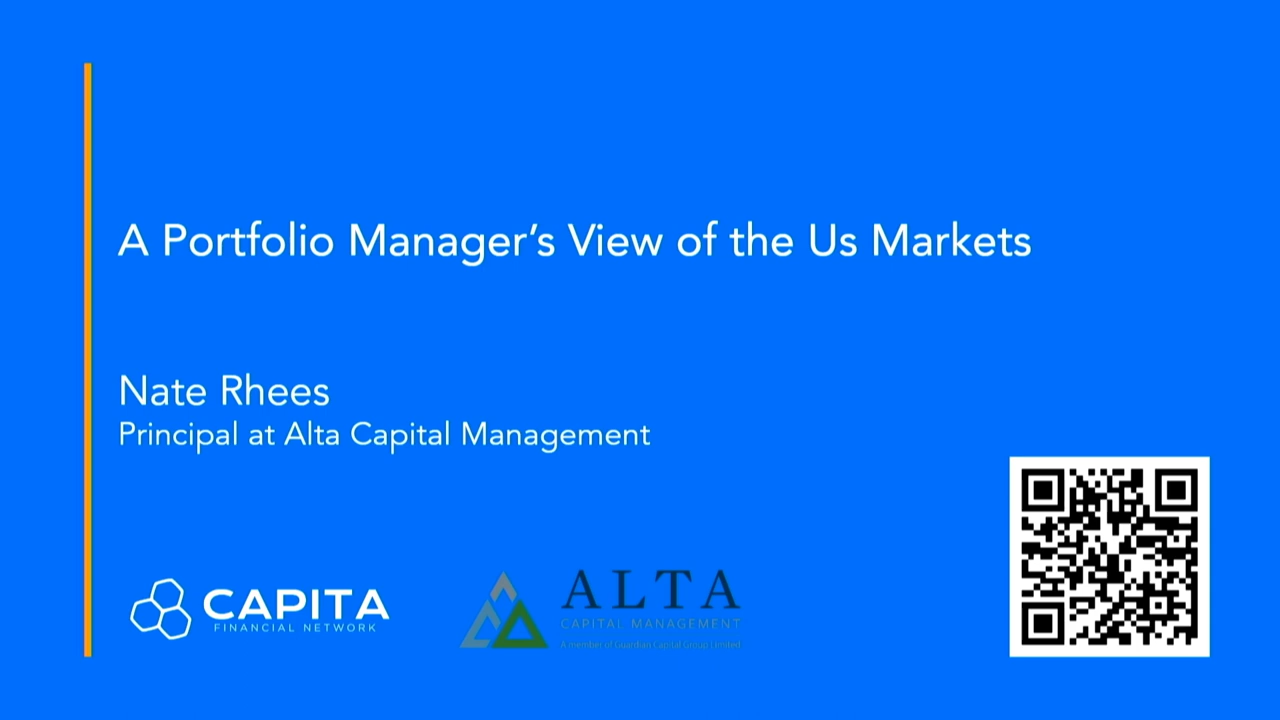 A Portfolio Manager’s View of the Us Markets
Nate Rhees
Principal at Alta Capital Management
CAPITA
FINANCIAL NETWORK
ALTA
CAPITAL MANAGEMENT
A member of Guardian Capital Group Limited